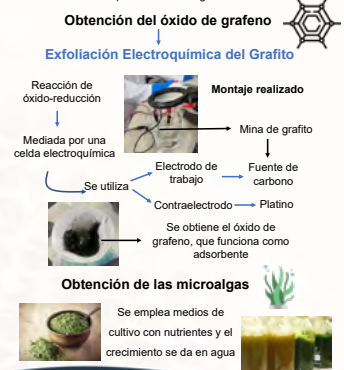 Obtención del óxido de grafeno
Exfoliación Electroquímica del Grafito
Reacción de
óxido-reducción
Montaje realizado
Mina de grafito
Mediada por una
celda electroquímica
Electrodo de
trabajo
Fuente de
carbono
Se utiliza
Contraelectrodo
Platino
Se obtiene el óxido de
grafeno, que funciona como
adsorbente
Obtención de las microalgas
Se emplea medios de
cultivo con nutrientes y el
crecimiento se da en agua